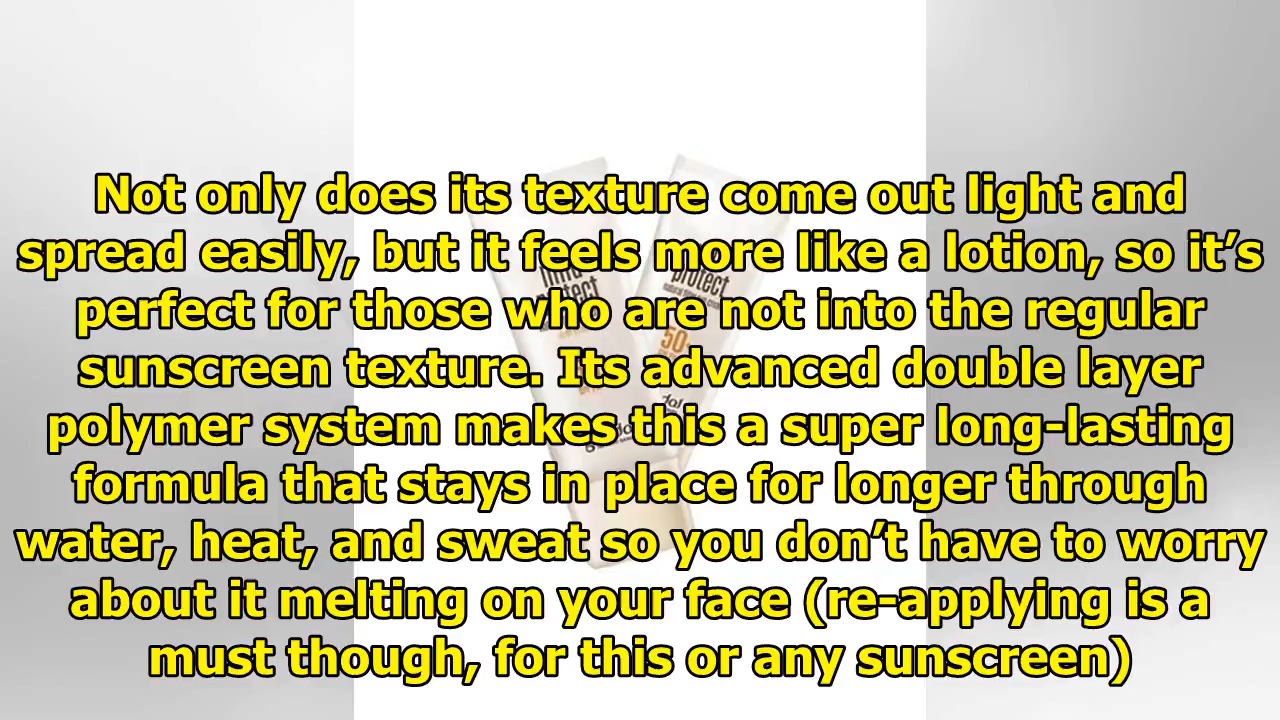 Not only does its texture come out light and
spread easily, but it feels more like a lotion, so it’s
perfect for those who are not into the regular
sunscreen texture. Its advanced double layer
polymer system makes this a super long-lasting
formula that stays in place for longer through
water, heat, and sweat so you don’t have to worry
about it melting on your face (re-applying is a
must though, for this or any sunscreen)
protect
protect
50